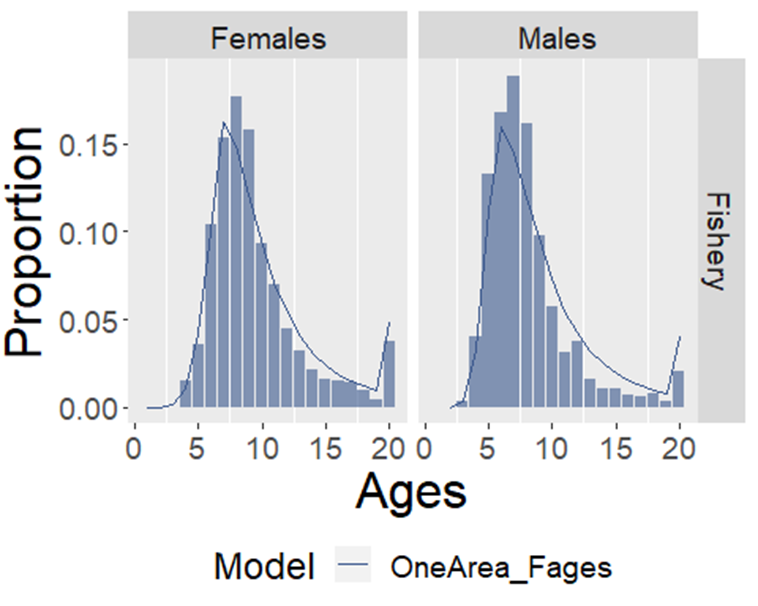 Females Males
Proportion
0.15
0.10
0.05
0.00
Fishery
0 5 10 15 20 0 5 10 15 20
Ages
Model OneArea_Fages